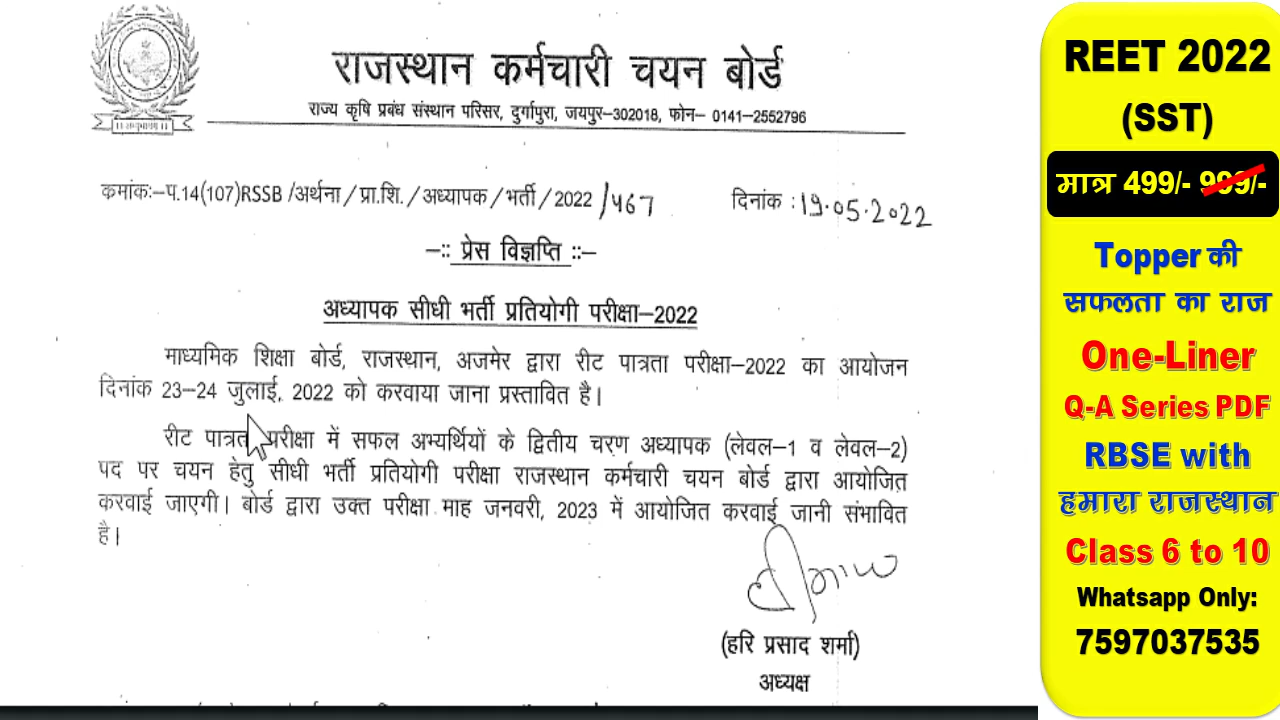 राजस्थान कर्मचारी चयन बोर्ड
राज्य कृषि प्रबंध संस्थान परिसर, दुर्गापुरा, जयपुर–302018, फोन– 0141–2552796
कमांकः–प.14(107)RSSB /अर्थना / प्रा.शि. / अध्यापक / भर्ती / 2022 /467
दिनांक : 19.05.2022
–:: प्रेस विज्ञप्ति ::–
अध्यापक सीधी भर्ती प्रतियोगी परीक्षा–2022
माध्यमिक शिक्षा बोर्ड, राजस्थान, अजमेर द्वारा रीट पात्रता परीक्षा–2022 का आयोजन
दिनांक 23–24 जुलाई, 2022 को करवाया जाना प्रस्तावित है।
रीट पात्रता परीक्षा में सफल अभ्यर्थियों के द्वितीय चरण अध्यापक (लेवल–1 व लेवल–2)
पद पर चयन हेतु सीधी भर्ती प्रतियोगी परीक्षा राजस्थान कर्मचारी चयन बोर्ड द्वारा आयोजित
करवाई जाएगी। बोर्ड द्वारा उक्त परीक्षा माह जनवरी, 2023 में आयोजित करवाई जानी संभावित
है।
(हरि प्रसाद शर्मा)
अध्यक्ष
REET 2022
(SST)
मात्र 499/- 999/-
Topper की
सफलता का राज
One-Liner
Q-A Series PDF
RBSE with
हमारा राजस्थान
Class 6 to 10
Whatsapp Only:
7597037535